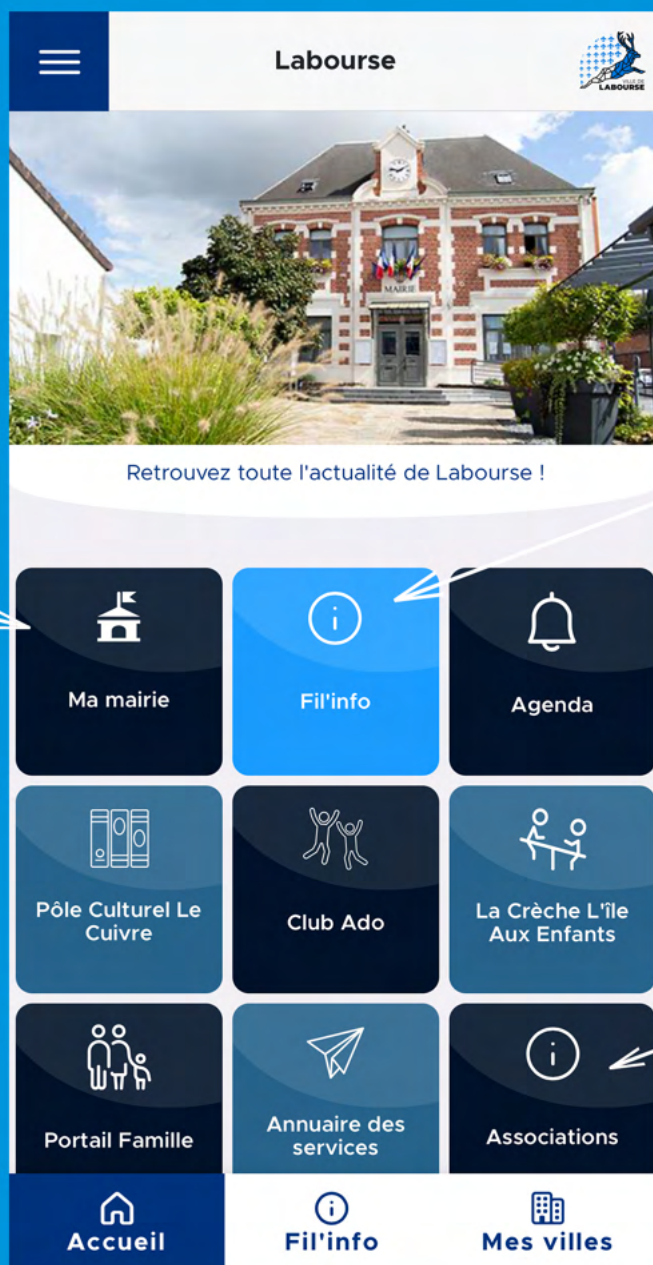 Labourse
VILLE DE
LABOURSE
MAIRIE
Retrouvez toute l'actualité de Labourse !
Ma mairie
Fil'info
Agenda
Pôle Culturel Le
Cuivre
Club Ado
La Crèche L'île
Aux Enfants
Portail Famille
Annuaire des
services
Associations
Accueil
Fil'info
Mes villes